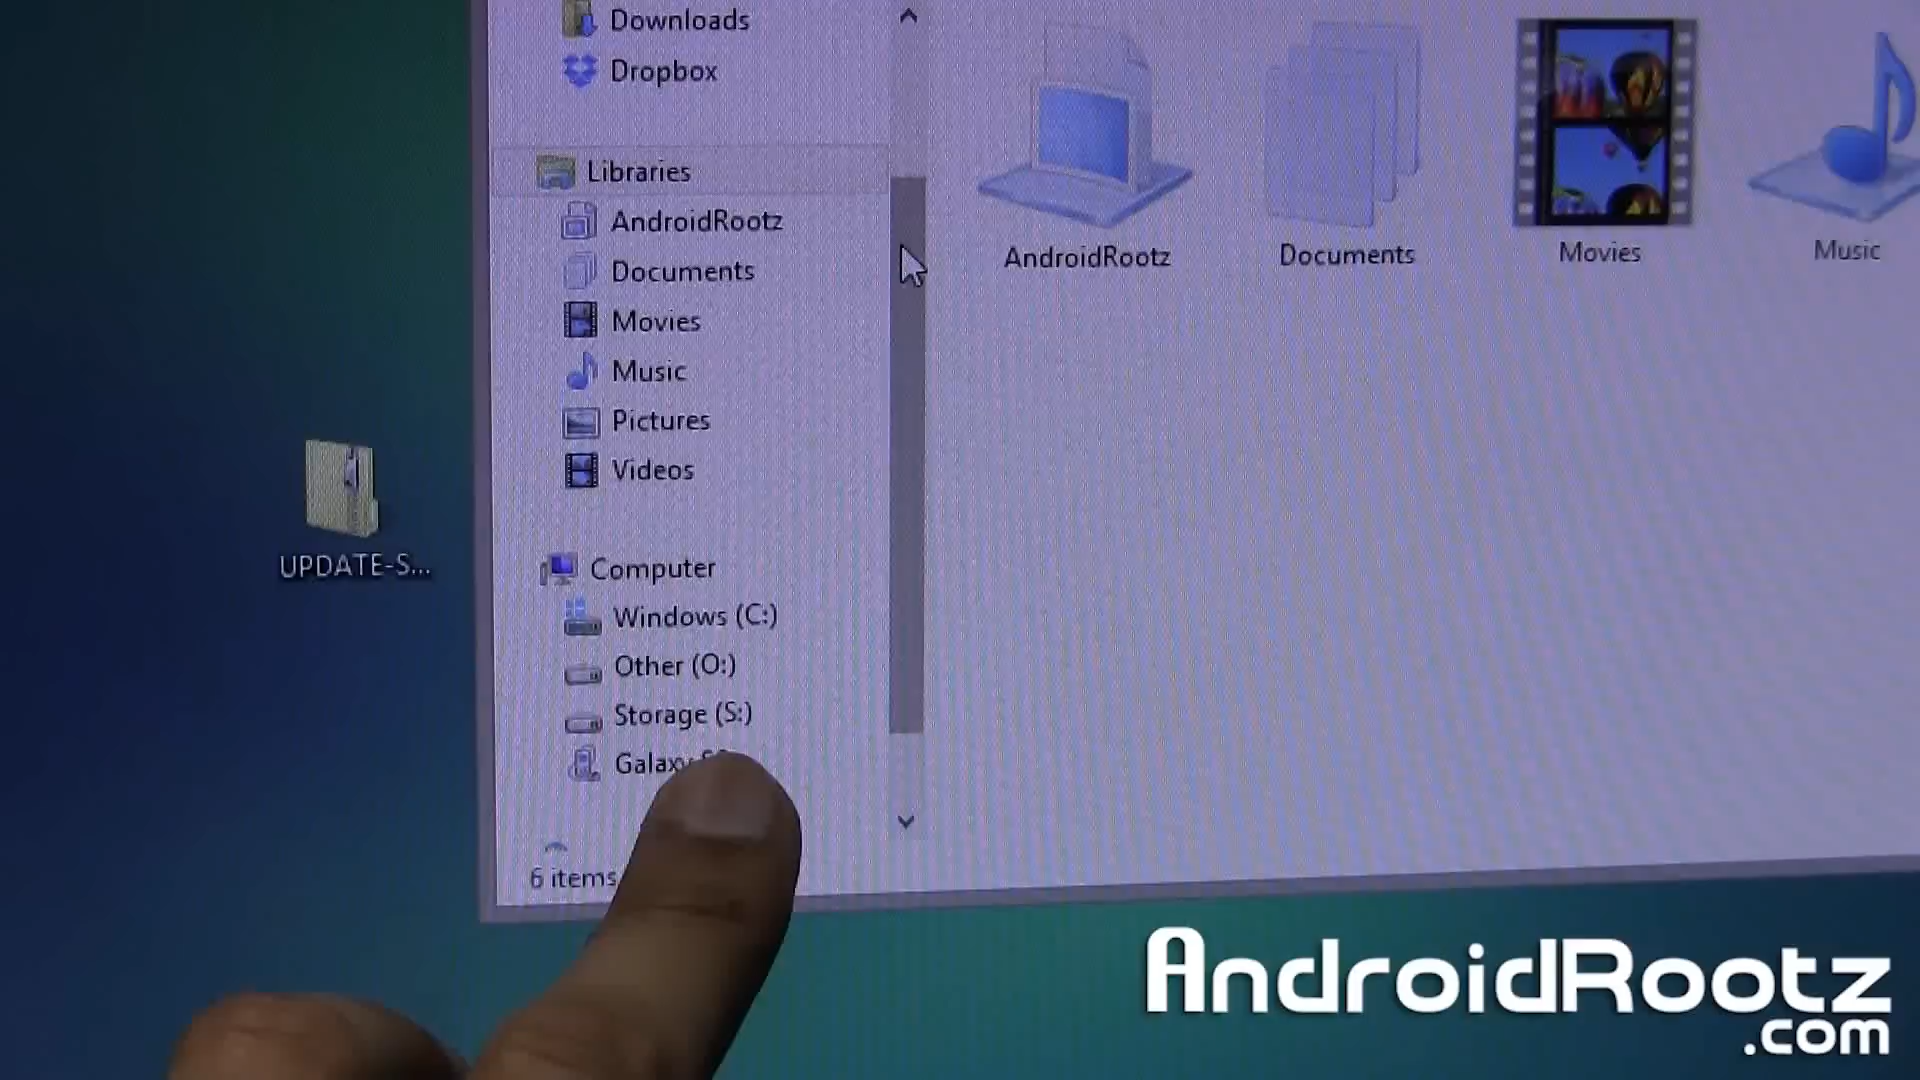 Downloads
Dropbox
Libraries
AndroidRootz
Documents
Movies
Music
Pictures
Videos
Computer
Windows (C:)
Other (O:)
Storage (S:)
Galaxy
6 items
AndroidRootz
Documents
Movies
Music
UPDATE-S...
AndroidRootz
.com